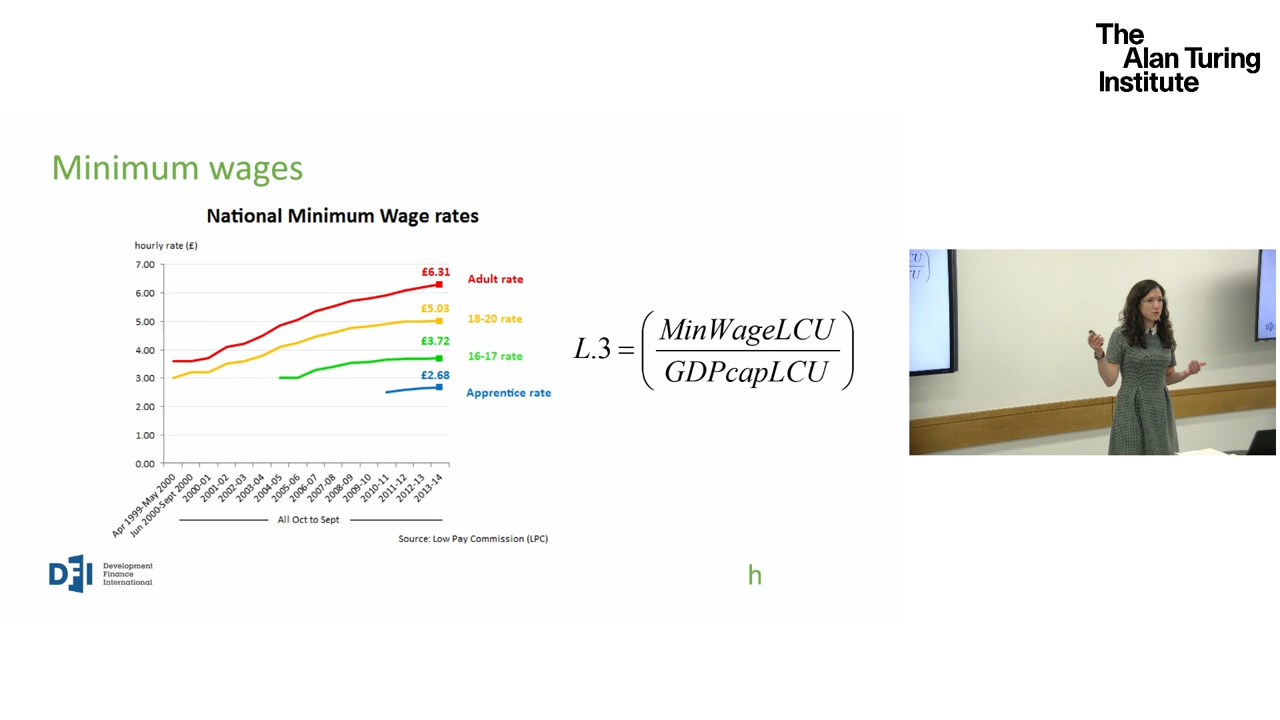 The
Alan Turing
Institute
Minimum wages
National Minimum Wage rates
hourly rate (£)
7.00
6.00
5.00
4.00
3.00
2.00
1.00
0.00
£6.31
Adult rate
£5.03
18-20 rate
£3.72
16-17 rate
£2.68
Apprentice rate
Apr 1999-May 2000
Jun 2000-Sept 2000
2000-01
2001-02
2002-03
2003-04
2004-05
2005-06
2006-07
2007-08
2008-09
2009-10
2010-11
2011-12
2012-13
2013-14
All Oct to Sept
Source: Low Pay Commission (LPC)
L.3 = (MinWageLCU / GDPcapLCU)
DFI
Development
Finance
International
h
CU
U